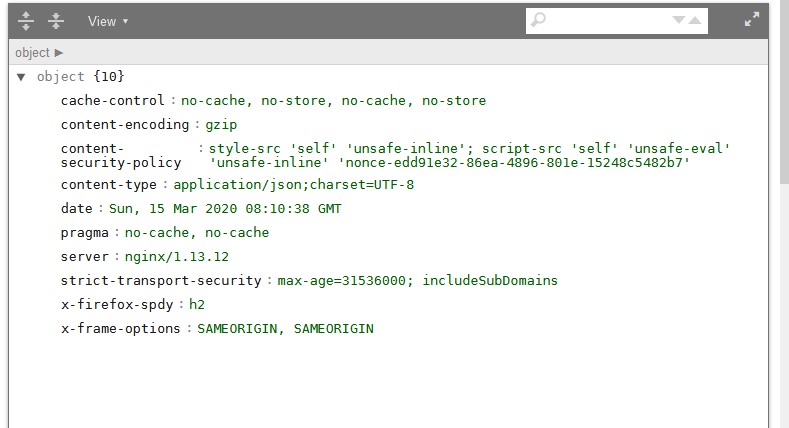 View ▾
object ▶
▼ object {10}
cache-control : no-cache, no-store, no-cache, no-store
content-encoding : gzip
content- : style-src 'self' 'unsafe-inline'; script-src 'self' 'unsafe-eval'
security-policy 'unsafe-inline' 'nonce-edd91e32-86ea-4896-801e-15248c5482b7'
content-type : application/json;charset=UTF-8
date : Sun, 15 Mar 2020 08:10:38 GMT
pragma : no-cache, no-cache
server : nginx/1.13.12
strict-transport-security : max-age=31536000; includeSubDomains
x-firefox-spdy : h2
x-frame-options : SAMEORIGIN, SAMEORIGIN